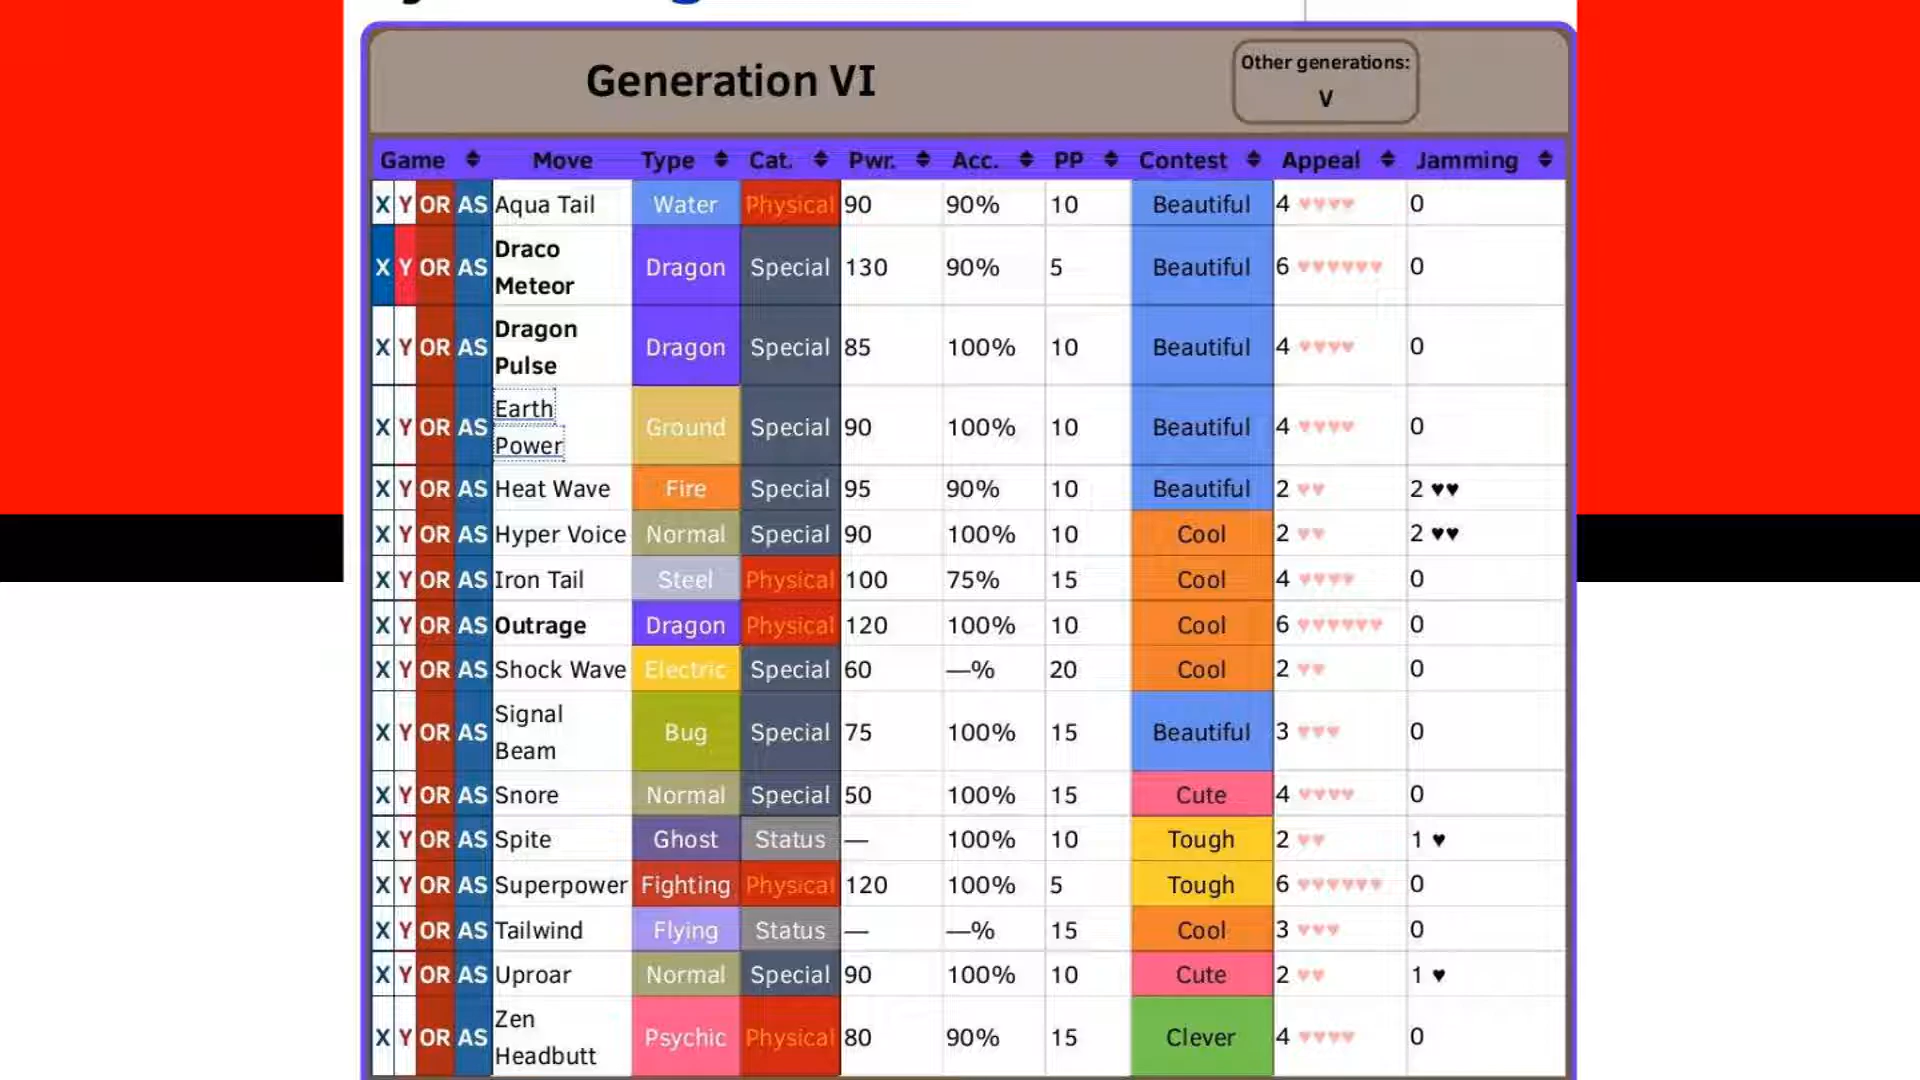 Generation VI
Other generations:
V
Game Move Type Cat. Pwr. Acc. PP Contest Appeal Jamming
X Y OR AS Aqua Tail Water Physical 90 90% 10 Beautiful 4 ♥♥♥♥ 0
X Y OR AS Draco Meteor Dragon Special 130 90% 5 Beautiful 6 ♥♥♥♥♥♥ 0
X Y OR AS Dragon Pulse Dragon Special 85 100% 10 Beautiful 4 ♥♥♥♥ 0
X Y OR AS Earth Power Ground Special 90 100% 10 Beautiful 4 ♥♥♥♥ 0
X Y OR AS Heat Wave Fire Special 95 90% 10 Beautiful 2 ♥♥ 2 ♥♥
X Y OR AS Hyper Voice Normal Special 90 100% 10 Cool 2 ♥♥ 2 ♥♥
X Y OR AS Iron Tail Steel Physical 100 75% 15 Cool 4 ♥♥♥♥ 0
X Y OR AS Outrage Dragon Physical 120 100% 10 Cool 6 ♥♥♥♥♥♥ 0
X Y OR AS Shock Wave Electric Special 60 —% 20 Cool 2 ♥♥ 0
X Y OR AS Signal Beam Bug Special 75 100% 15 Beautiful 3 ♥♥♥ 0
X Y OR AS Snore Normal Special 50 100% 15 Cute 4 ♥♥♥♥ 0
X Y OR AS Spite Ghost Status — 100% 10 Tough 2 ♥♥ 1 ♥
X Y OR AS Superpower Fighting Physical 120 100% 5 Tough 6 ♥♥♥♥♥♥ 0
X Y OR AS Tailwind Flying Status — —% 15 Cool 3 ♥♥♥ 0
X Y OR AS Uproar Normal Special 90 100% 10 Cute 2 ♥♥ 1 ♥
X Y OR AS Zen Headbutt Psychic Physical 80 90% 15 Clever 4 ♥♥♥♥ 0